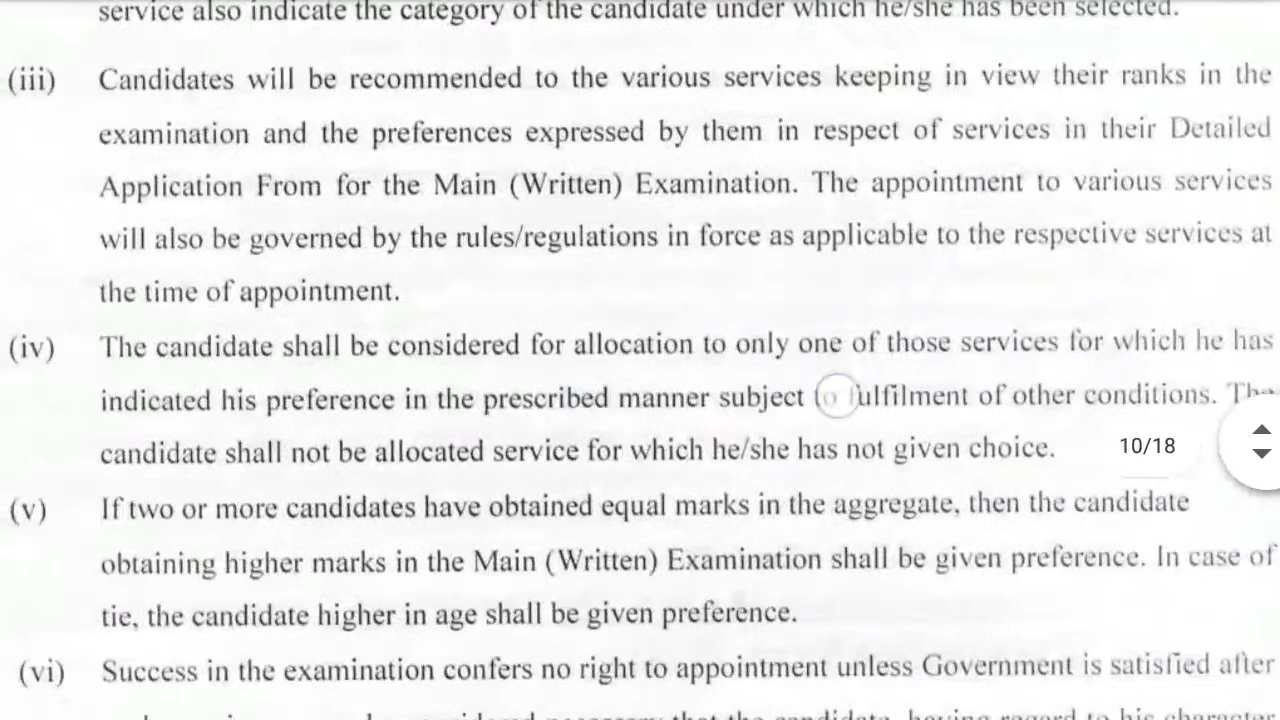 service also indicate the category of the candidate under which he/she has been selected.
(iii) Candidates will be recommended to the various services keeping in view their ranks in the
examination and the preferences expressed by them in respect of services in their Detailed
Application From for the Main (Written) Examination. The appointment to various services
will also be governed by the rules/regulations in force as applicable to the respective services at
the time of appointment.
(iv) The candidate shall be considered for allocation to only one of those services for which he has
indicated his preference in the prescribed manner subject to fulfilment of other conditions. The
candidate shall not be allocated service for which he/she has not given choice.
10/18
(v) If two or more candidates have obtained equal marks in the aggregate, then the candidate
obtaining higher marks in the Main (Written) Examination shall be given preference. In case of
tie, the candidate higher in age shall be given preference.
(vi) Success in the examination confers no right to appointment unless Government is satisfied after
that the candidate, having regard to his character